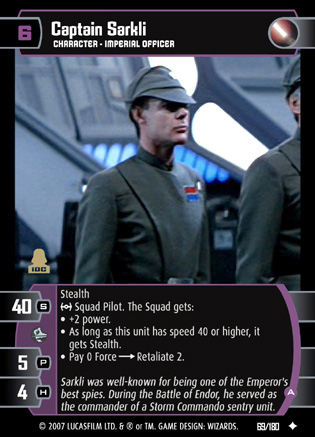 6
Captain Sarkli
CHARACTER • IMPERIAL OFFICER
IDC
40 S
5 P
4 H
Stealth
Squad Pilot. The Squad gets:
• +2 power.
• As long as this unit has speed 40 or higher, it
gets Stealth.
• Pay 0 Force → Retaliate 2.
Sarkli was well-known for being one of the Emperor's
best spies. During the Battle of Endor, he served as
the commander of a Storm Commando sentry unit.
A
© 2007 LUCASFILM LTD. & ® or TM. GAME DESIGN: WIZARDS.
69/180